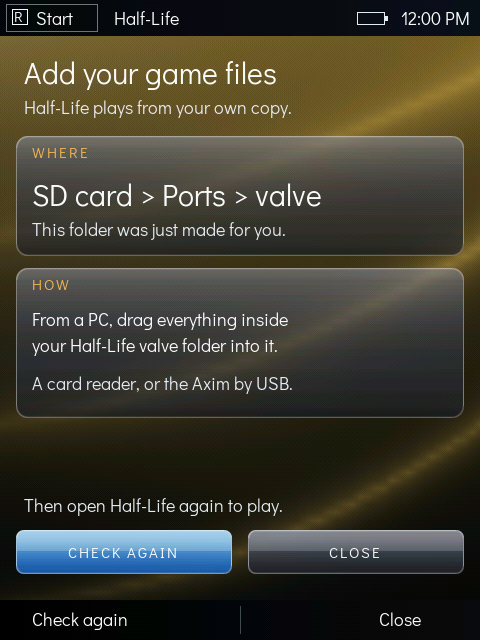 R Start Half-Life 12:00 PM
Add your game files
Half-Life plays from your own copy.
WHERE
SD card > Ports > valve
This folder was just made for you.
HOW
From a PC, drag everything inside
your Half-Life valve folder into it.
A card reader, or the Axim by USB.
Then open Half-Life again to play.
CHECK AGAIN CLOSE
Check again Close